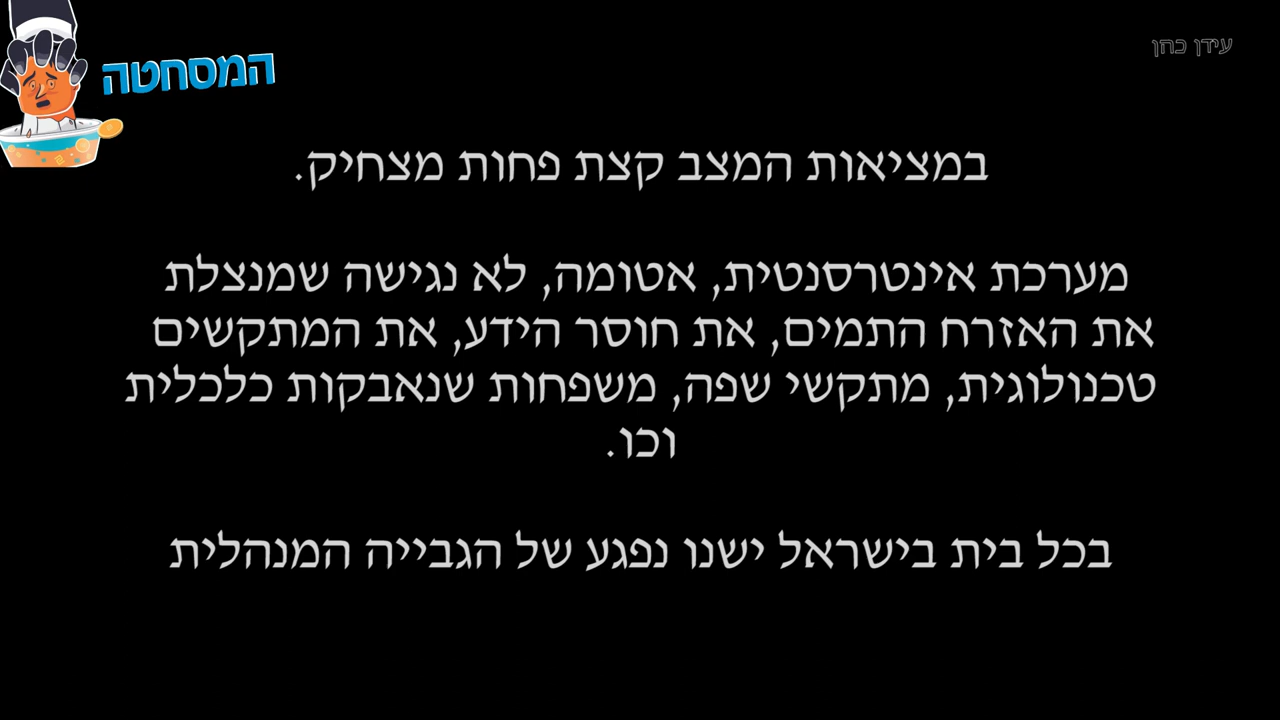 המסחטה
עידן כחן
במציאות המצב קצת פחות מצחיק.
מערכת אינטרסנטית, אטומה, לא נגישה שמנצלת
את האזרח התמים, את חוסר הידע, את המתקשים
טכנולוגית, מתקשי שפה, משפחות שנאבקות כלכלית
וכו.
בכל בית בישראל ישנו נפגע של הגבייה המנהלית